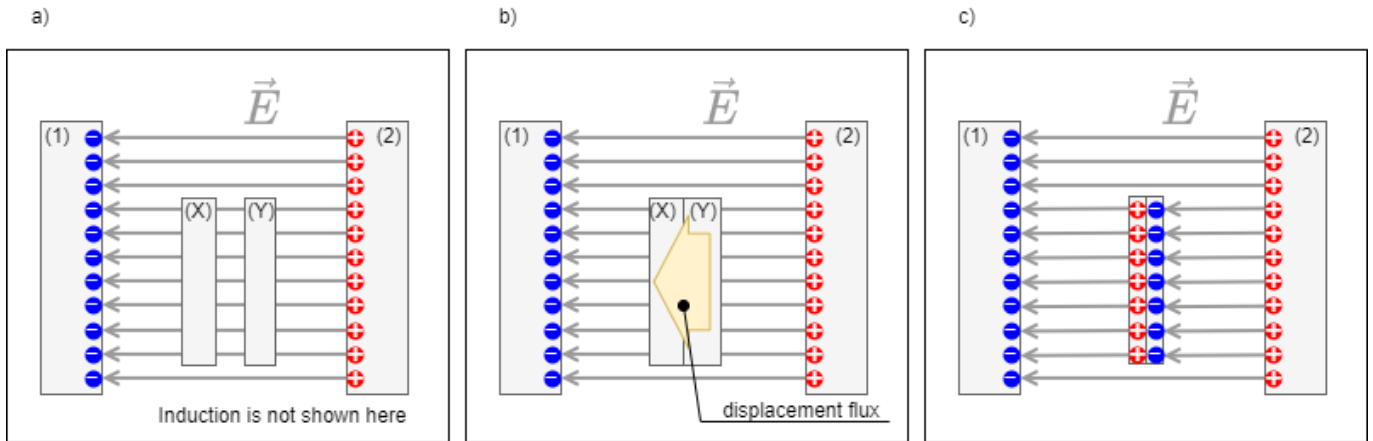 a)
b)
c)
E
(1)
(2)
(X)
(Y)
Induction is not shown here
E
(1)
(2)
(X)
(Y)
displacement flux
E
(1)
(2)